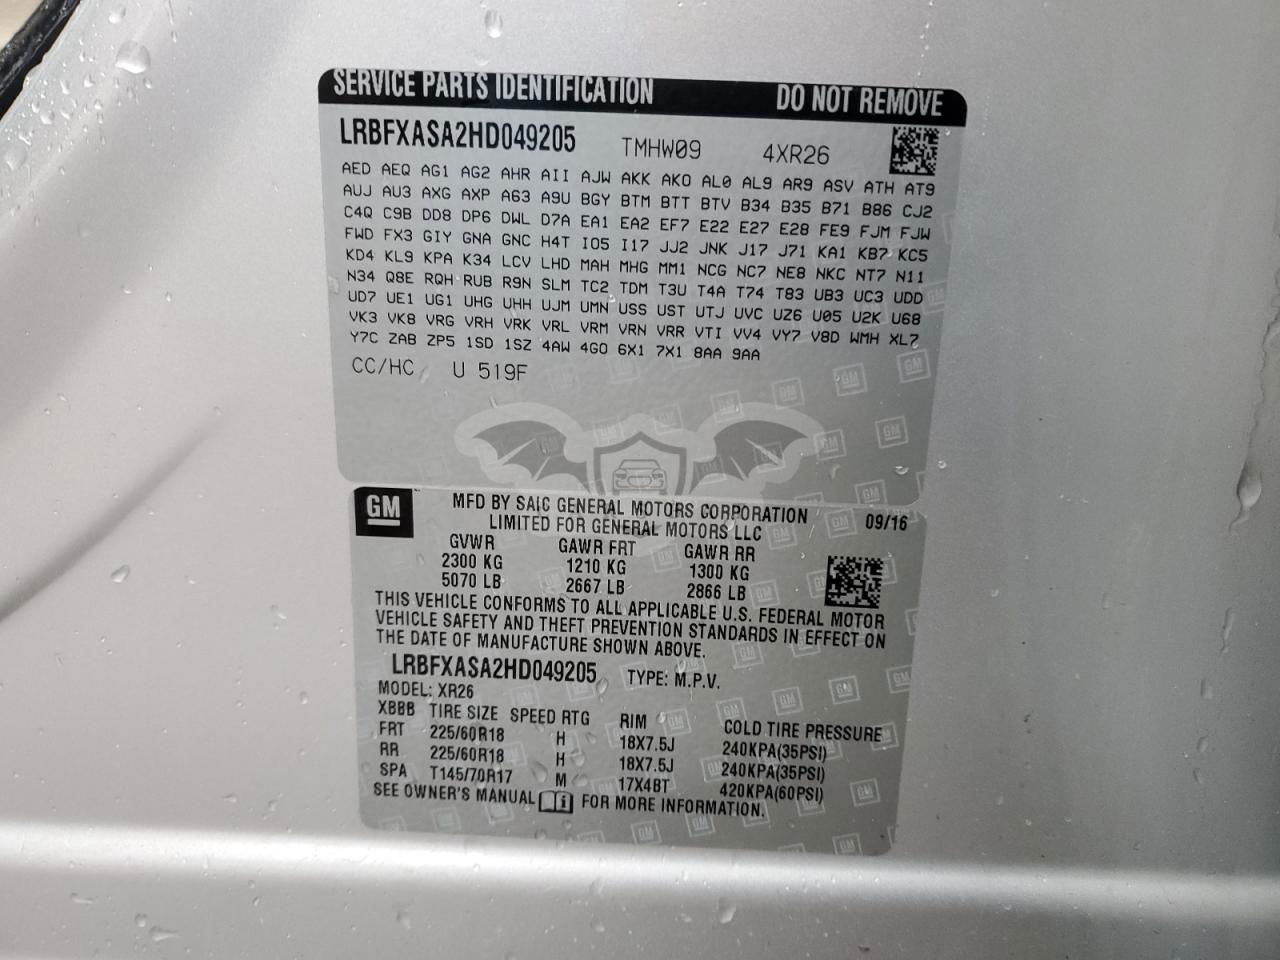 SERVICE PARTS IDENTIFICATION DO NOT REMOVE
LRBFXASA2HD049205 TMHW09 4XR26
AED AEQ AG1 AG2 AHR AII AJW AKK AKO AL0 AL9 AR9 ASV ATH AT9
AUJ AU3 AXG AXP A63 A9U BGY BTM BTT BTV B34 B35 B71 B86 CJ2
C4Q C9B DD8 DP6 DWL D7A EA1 EA2 EF7 E22 E27 E28 FE9 FJM FJW
FWD FX3 GIY GNA GNC H4T I05 I17 JJ2 JNK J17 J71 KA1 KB7 KC5
KD4 KL9 KPA K34 LCV LHD MAH MHG MM1 NCG NC7 NE8 NKC NT7 N11
N34 Q8E RQH RUB R9N SLM TC2 TDM T3U T4A T74 T83 UB3 UC3 UDD
UD7 UE1 UG1 UHG UHH UJM UMN USS UST UTJ UVC UZ6 U05 U2K U68
VK3 VK8 VRG VRH VRK VRL VRM VRN VRR VTI VV4 VY7 V8D WMH XL7
Y7C ZAB ZP5 1SD 1SZ 4AW 4GO 6X1 7X1 8AA 9AA
CC/HC U 519F
GM
MFD BY SAIC GENERAL MOTORS CORPORATION 09/16
LIMITED FOR GENERAL MOTORS LLC
GVWR GAWR FRT GAWR RR
2300 KG 1210 KG 1300 KG
5070 LB 2667 LB 2866 LB
THIS VEHICLE CONFORMS TO ALL APPLICABLE U.S. FEDERAL MOTOR
VEHICLE SAFETY AND THEFT PREVENTION STANDARDS IN EFFECT ON
THE DATE OF MANUFACTURE SHOWN ABOVE.
LRBFXASA2HD049205 TYPE: M.P.V.
MODEL: XR26
XBBB TIRE SIZE SPEED RTG RIM COLD TIRE PRESSURE
FRT 225/60R18 H 18X7.5J 240KPA(35PSI)
RR 225/60R18 H 18X7.5J 240KPA(35PSI)
SPA T145/70R17 M 17X4BT 420KPA(60PSI)
SEE OWNER'S MANUAL FOR MORE INFORMATION.